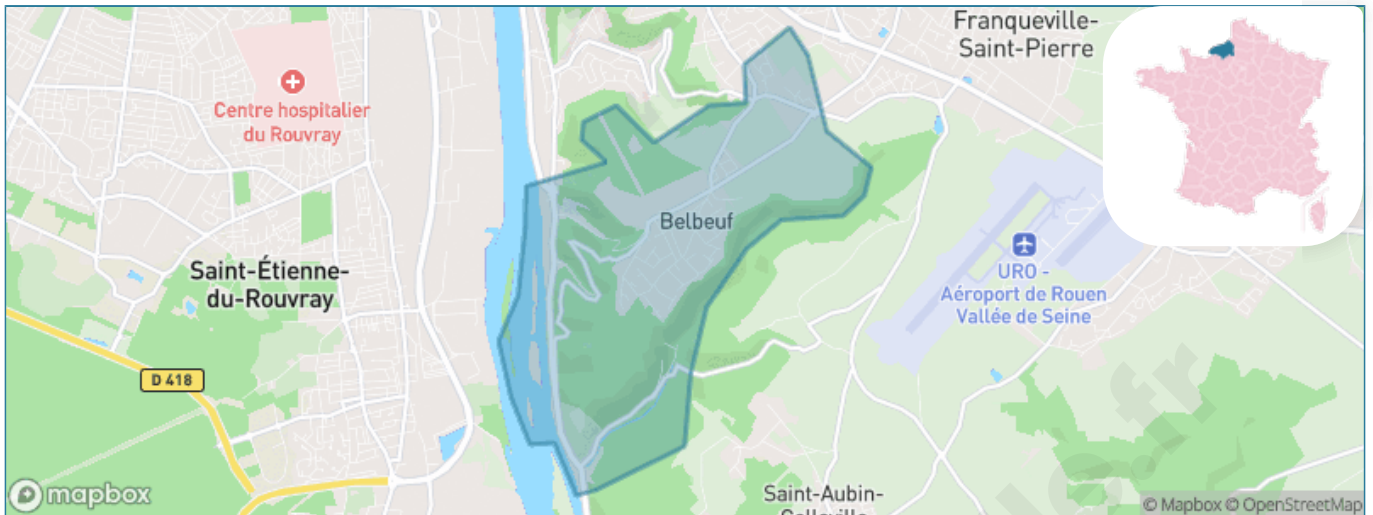 Franqueville-
Saint-Pierre
Centre hospitalier
du Rouvray
Belbeuf
Saint-Étienne-
du-Rouvray
URO -
Aéroport de Rouen
Vallée de Seine
D 418
Saint-Aubin-
Celleville
mapbox
© Mapbox © OpenStreetMap